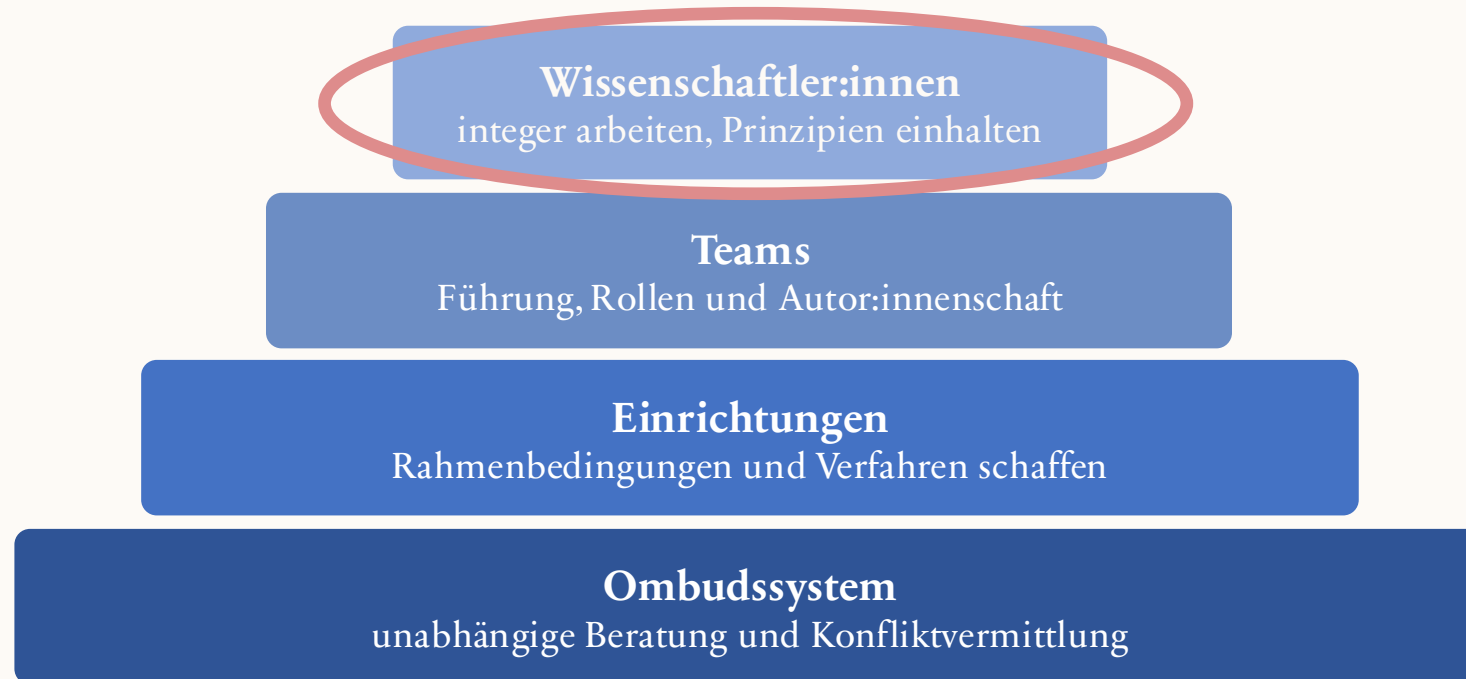 Wissenschaftler:innen
integer arbeiten, Prinzipien einhalten
Teams
Führung, Rollen und Autor:innenschaft
Einrichtungen
Rahmenbedingungen und Verfahren schaffen
Ombudssystem
unabhängige Beratung und Konfliktvermittlung